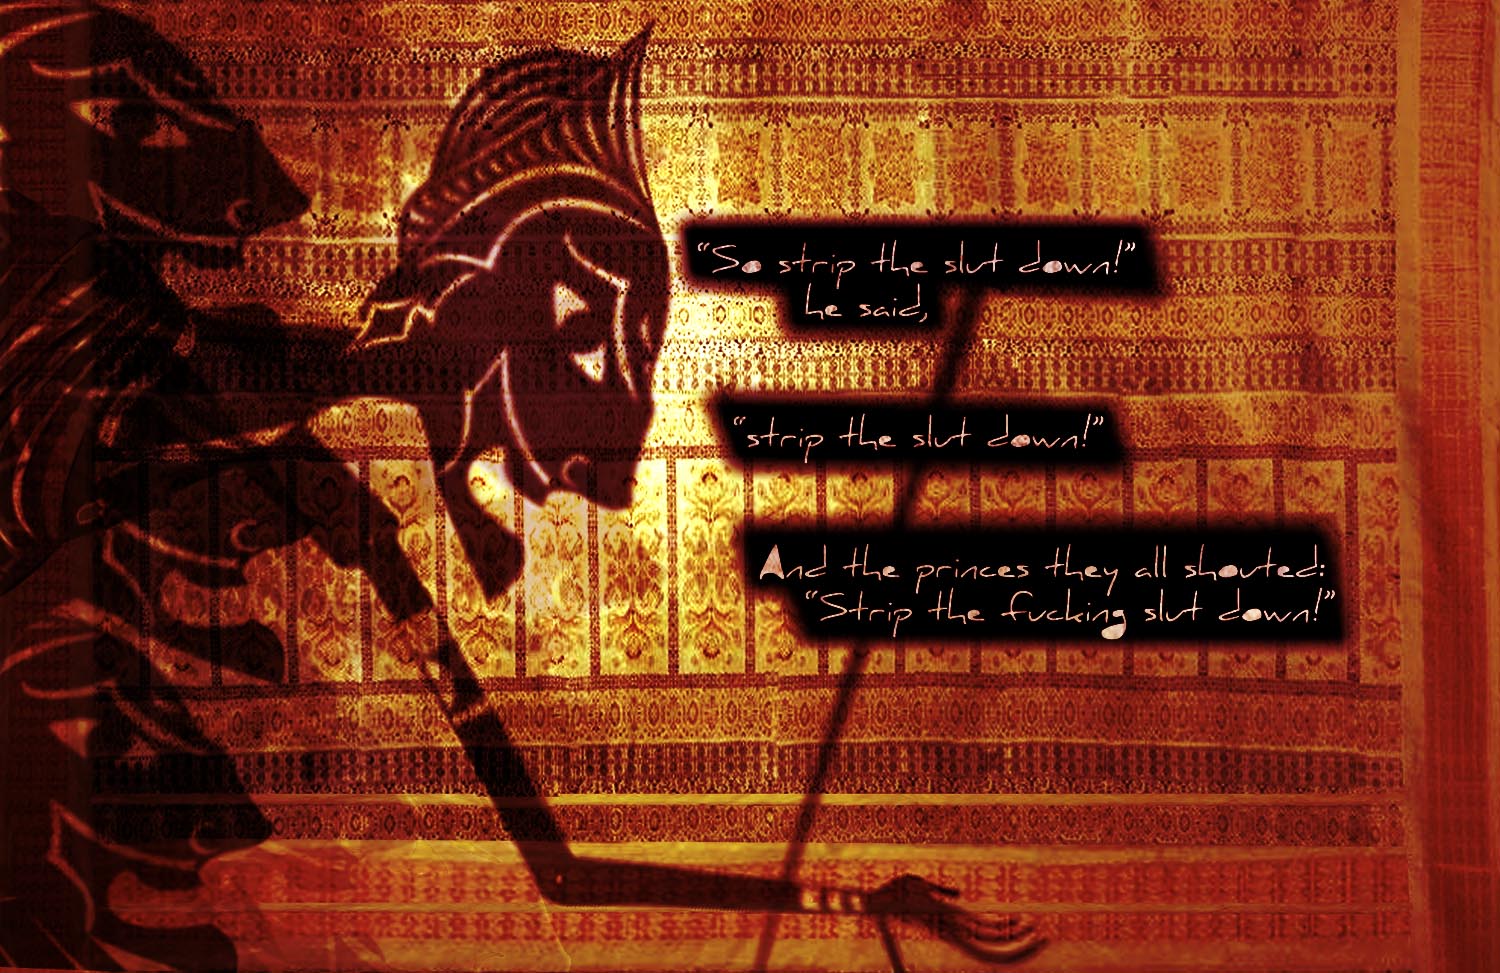 “So strip the slut down!”
he said,
“strip the slut down!”
And the princes they all shouted:
“Strip the fucking slut down!”